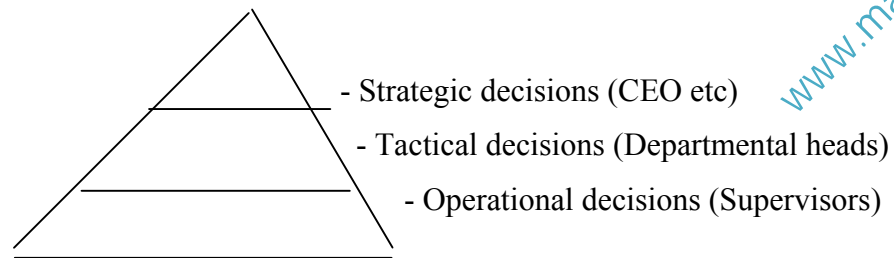 - Strategic decisions (CEO etc)
- Tactical decisions (Departmental heads)
- Operational decisions (Supervisors)